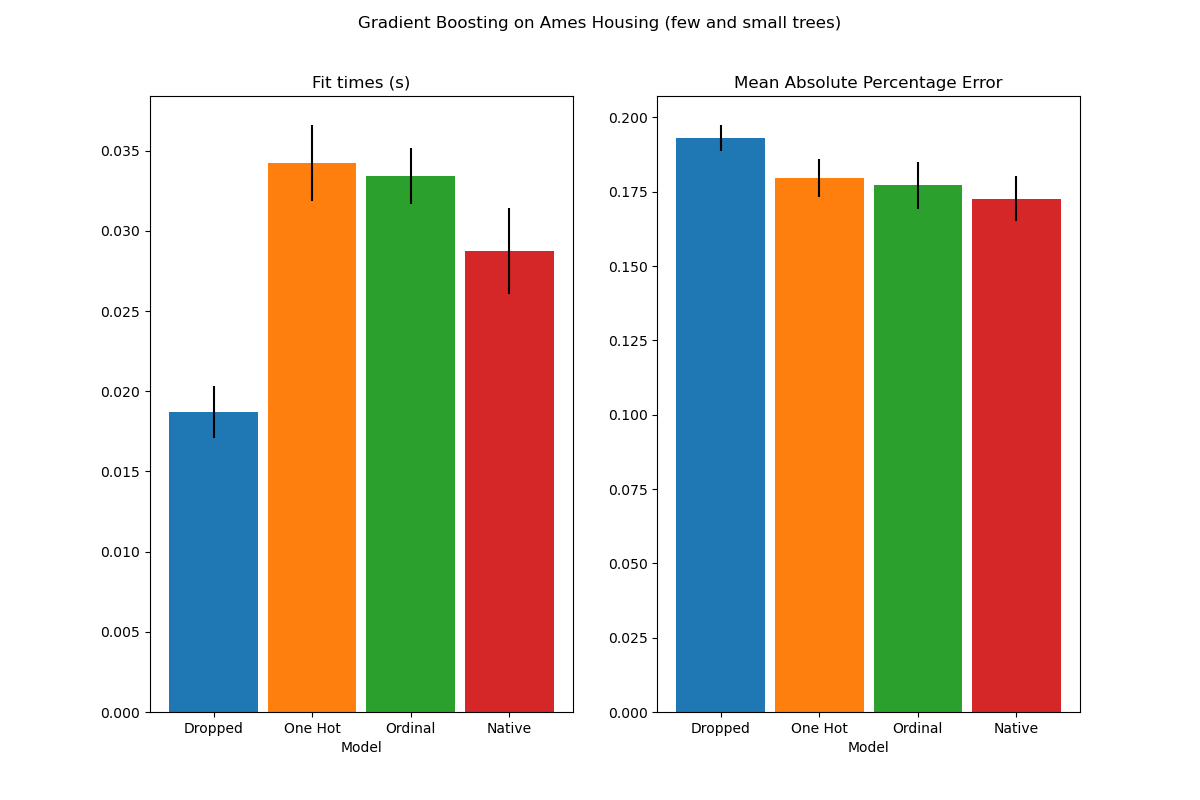 Gradient Boosting on Ames Housing (few and small trees)
Fit times (s)
0.035
0.030
0.025
0.020
0.015
0.010
0.005
0.000
Dropped One Hot Ordinal Native
Model
Mean Absolute Percentage Error
0.200
0.175
0.150
0.125
0.100
0.075
0.050
0.025
0.000
Dropped One Hot Ordinal Native
Model